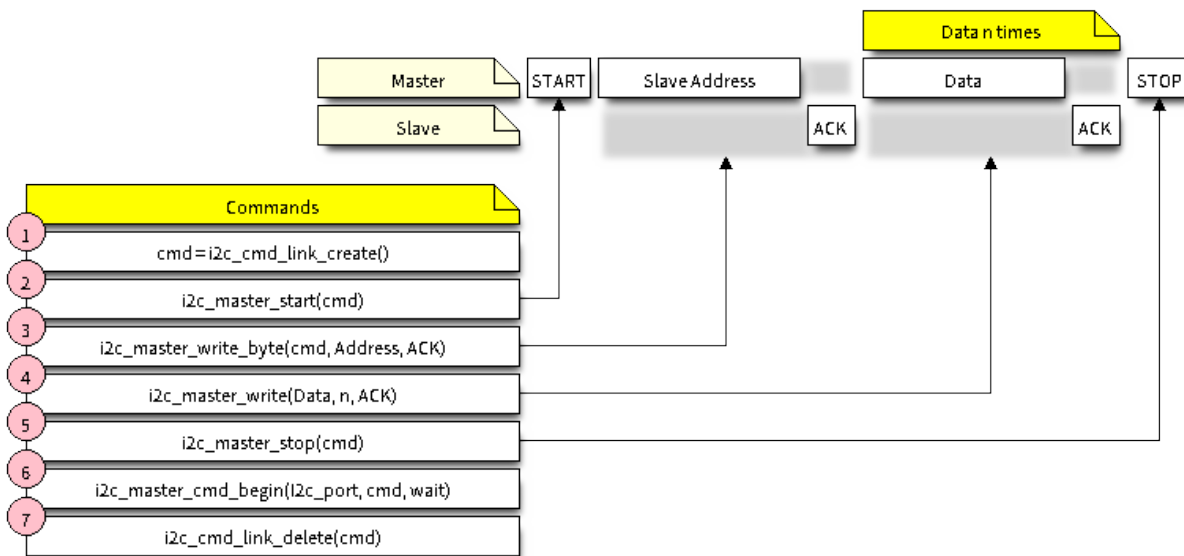 Data n times
Master START Slave Address Data STOP
Slave ACK ACK
Commands
1
cmd = i2c_cmd_link_create()
2
i2c_master_start(cmd)
3
i2c_master_write_byte(cmd, Address, ACK)
4
i2c_master_write(Data, n, ACK)
5
i2c_master_stop(cmd)
6
i2c_master_cmd_begin(I2c_port, cmd, wait)
7
i2c_cmd_link_delete(cmd)